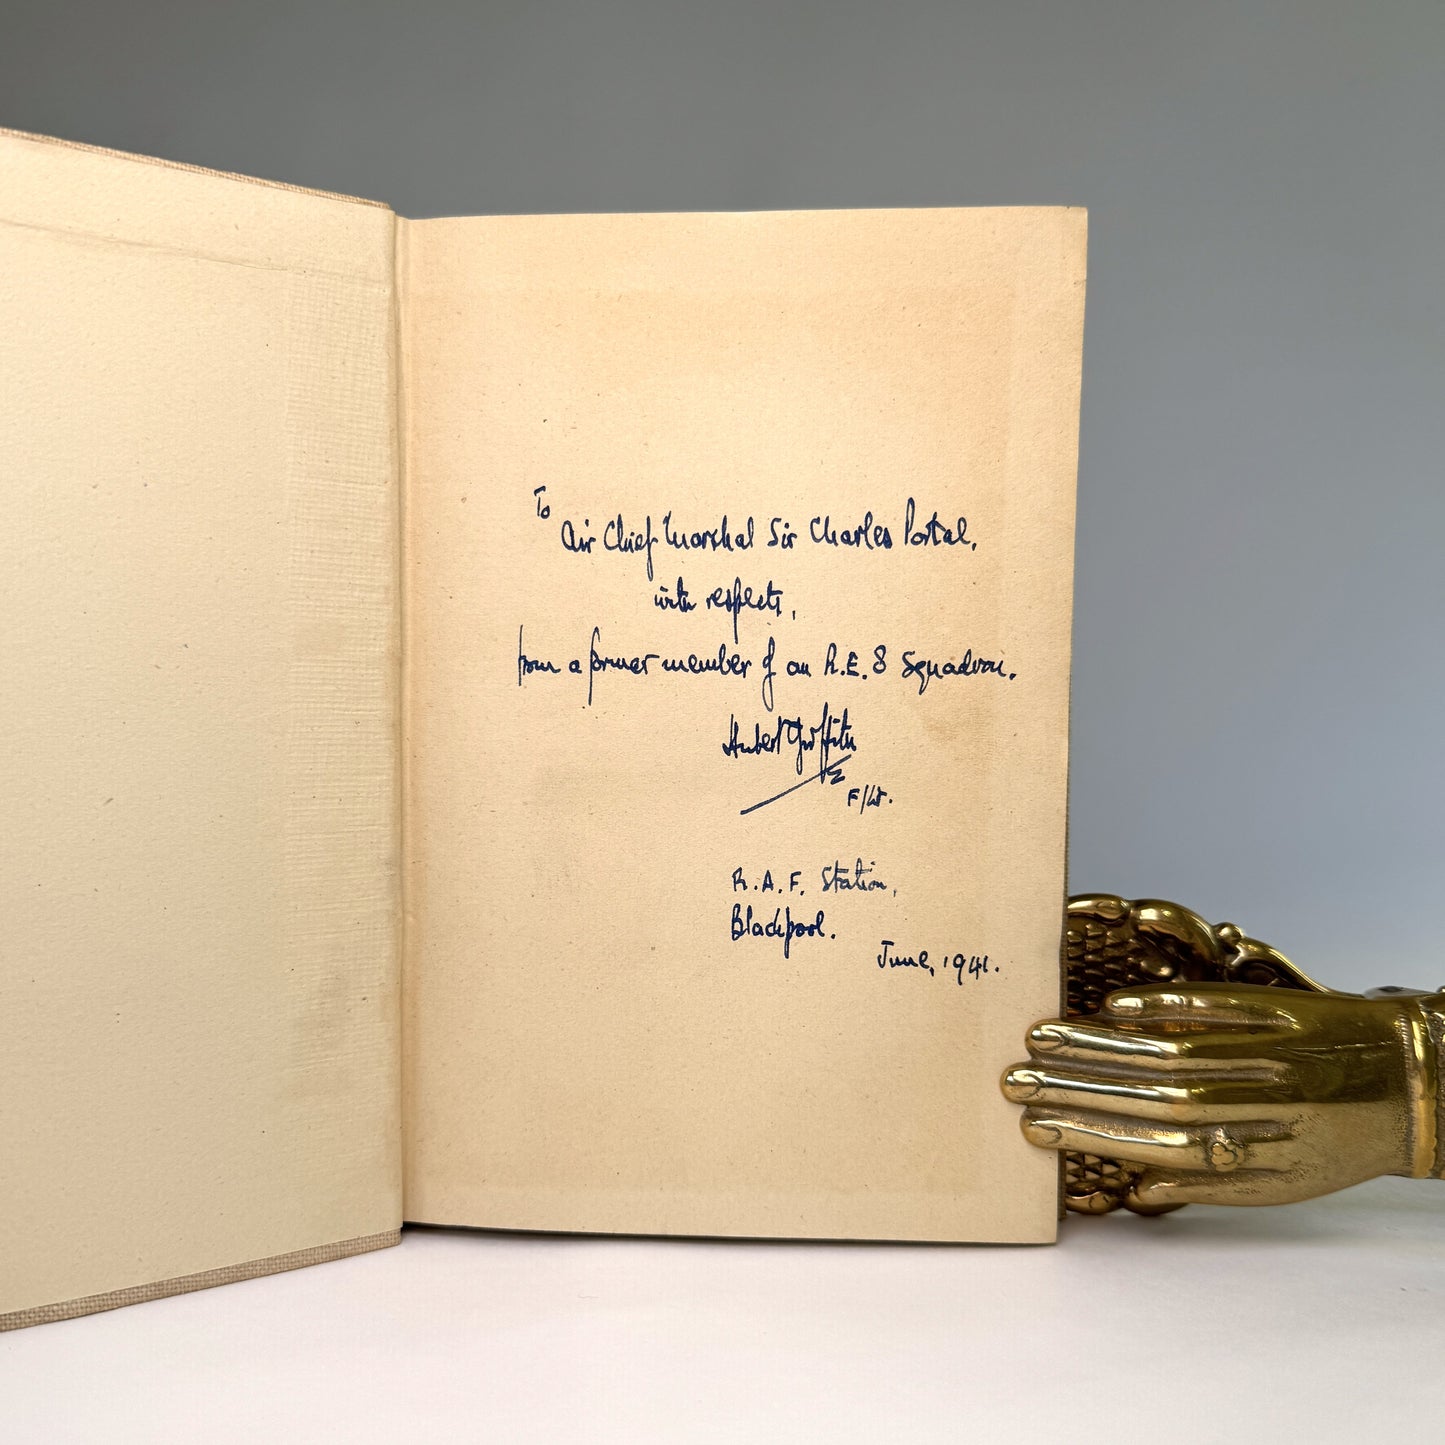 To
Air Chief Marshal Sir Charles Portal,
with respects,
from a former member of an R.E.8 Squadron.
Hubert Griffith
F/Lt.
R.A.F. Station,
Blackpool.
June, 1941.